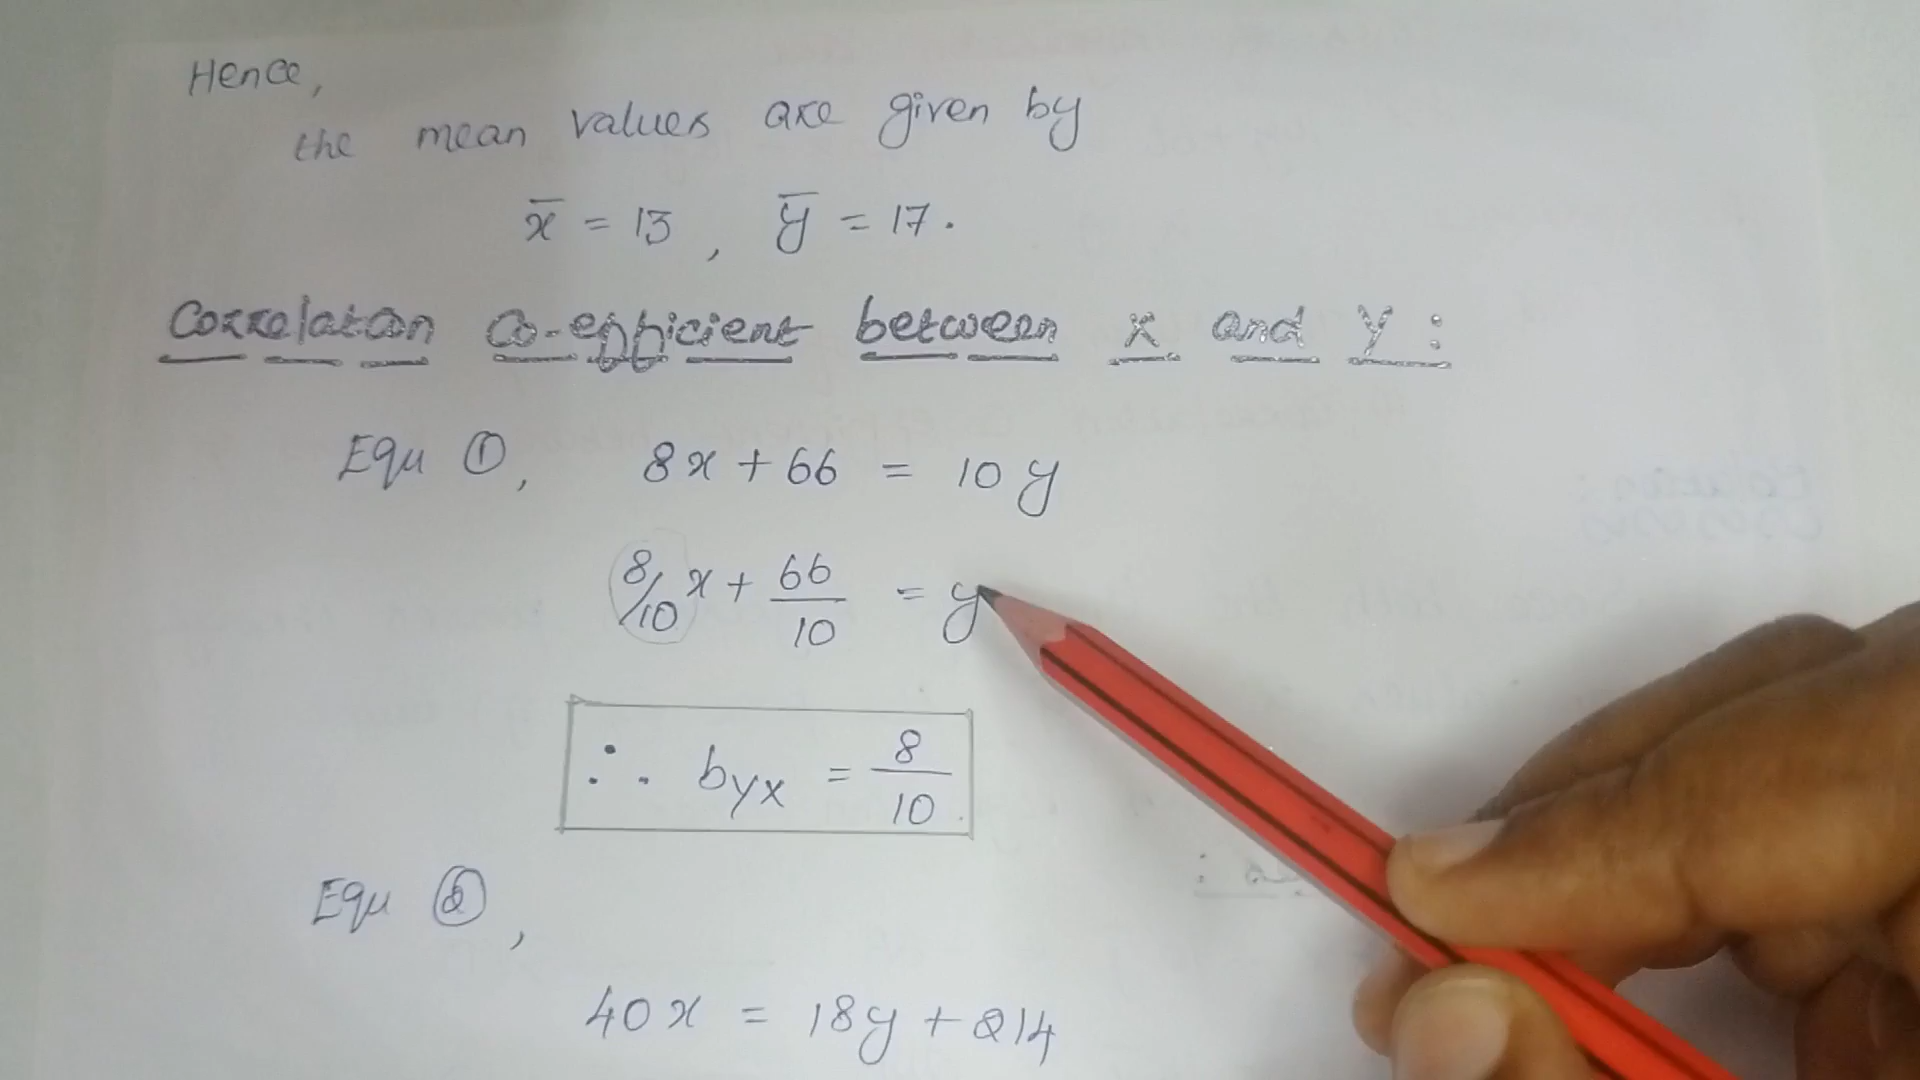 Hence,
the mean values are given by
x̄ = 13 , ȳ = 17.
Correlation Co-efficient between X and Y :
Equ ①, 8x + 66 = 10y
8/10 x + 66/10 = y
∴ byx = 8/10
Equ ②,
40x = 18y + 214